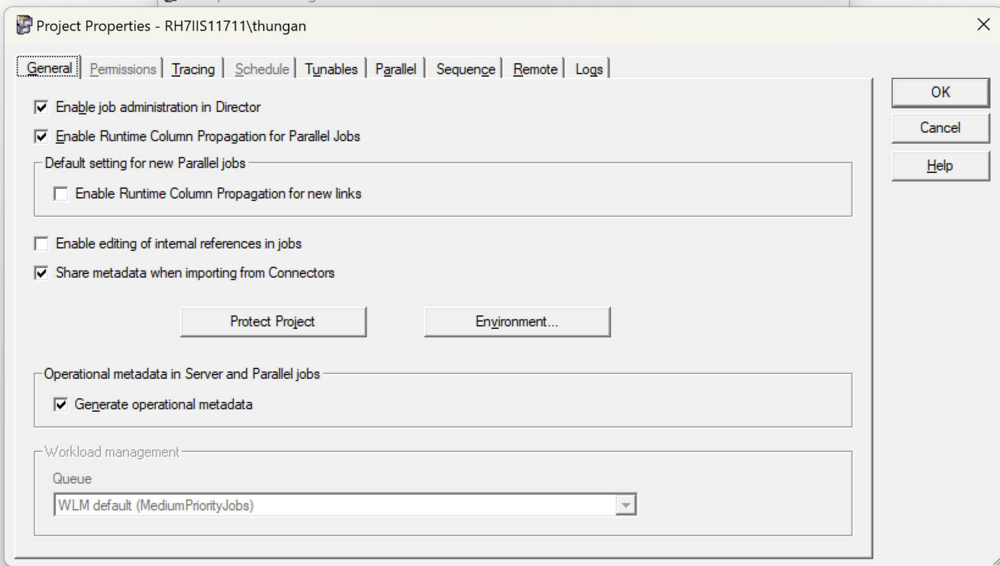 Project Properties - RH7IIS11711\thungan
General Permissions Tracing Schedule Tunables Parallel Sequence Remote Logs
Enable job administration in Director
Enable Runtime Column Propagation for Parallel Jobs
Default setting for new Parallel jobs
Enable Runtime Column Propagation for new links
Enable editing of internal references in jobs
Share metadata when importing from Connectors
Protect Project Environment...
Operational metadata in Server and Parallel jobs
Generate operational metadata
Workload management
Queue
WLM default (MediumPriorityJobs)
OK
Cancel
Help